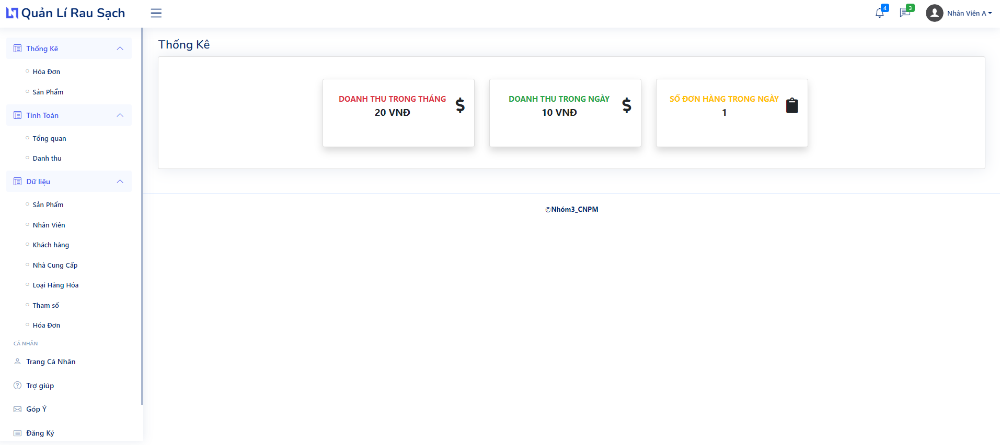 Quản Lí Rau Sạch
4
3
Nhân Viên A
Thống Kê
Hóa Đơn
Sản Phẩm
Tính Toán
Tổng quan
Danh thu
Dữ liệu
Sản Phẩm
Nhân Viên
Khách hàng
Nhà Cung Cấp
Loại Hàng Hóa
Tham số
Hóa Đơn
CÁ NHÂN
Trang Cá Nhân
Trợ giúp
Góp Ý
Đăng Ký
Thống Kê
DOANH THU TRONG THÁNG
20 VNĐ
DOANH THU TRONG NGÀY
10 VNĐ
SỐ ĐƠN HÀNG TRONG NGÀY
1
©Nhóm3_CNPM